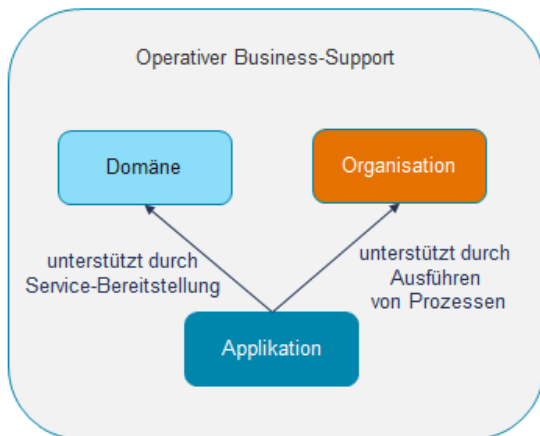 Operativer Business-Support
Domäne
Organisation
unterstützt durch
Service-Bereitstellung
unterstützt durch
Ausführen
von Prozessen
Applikation